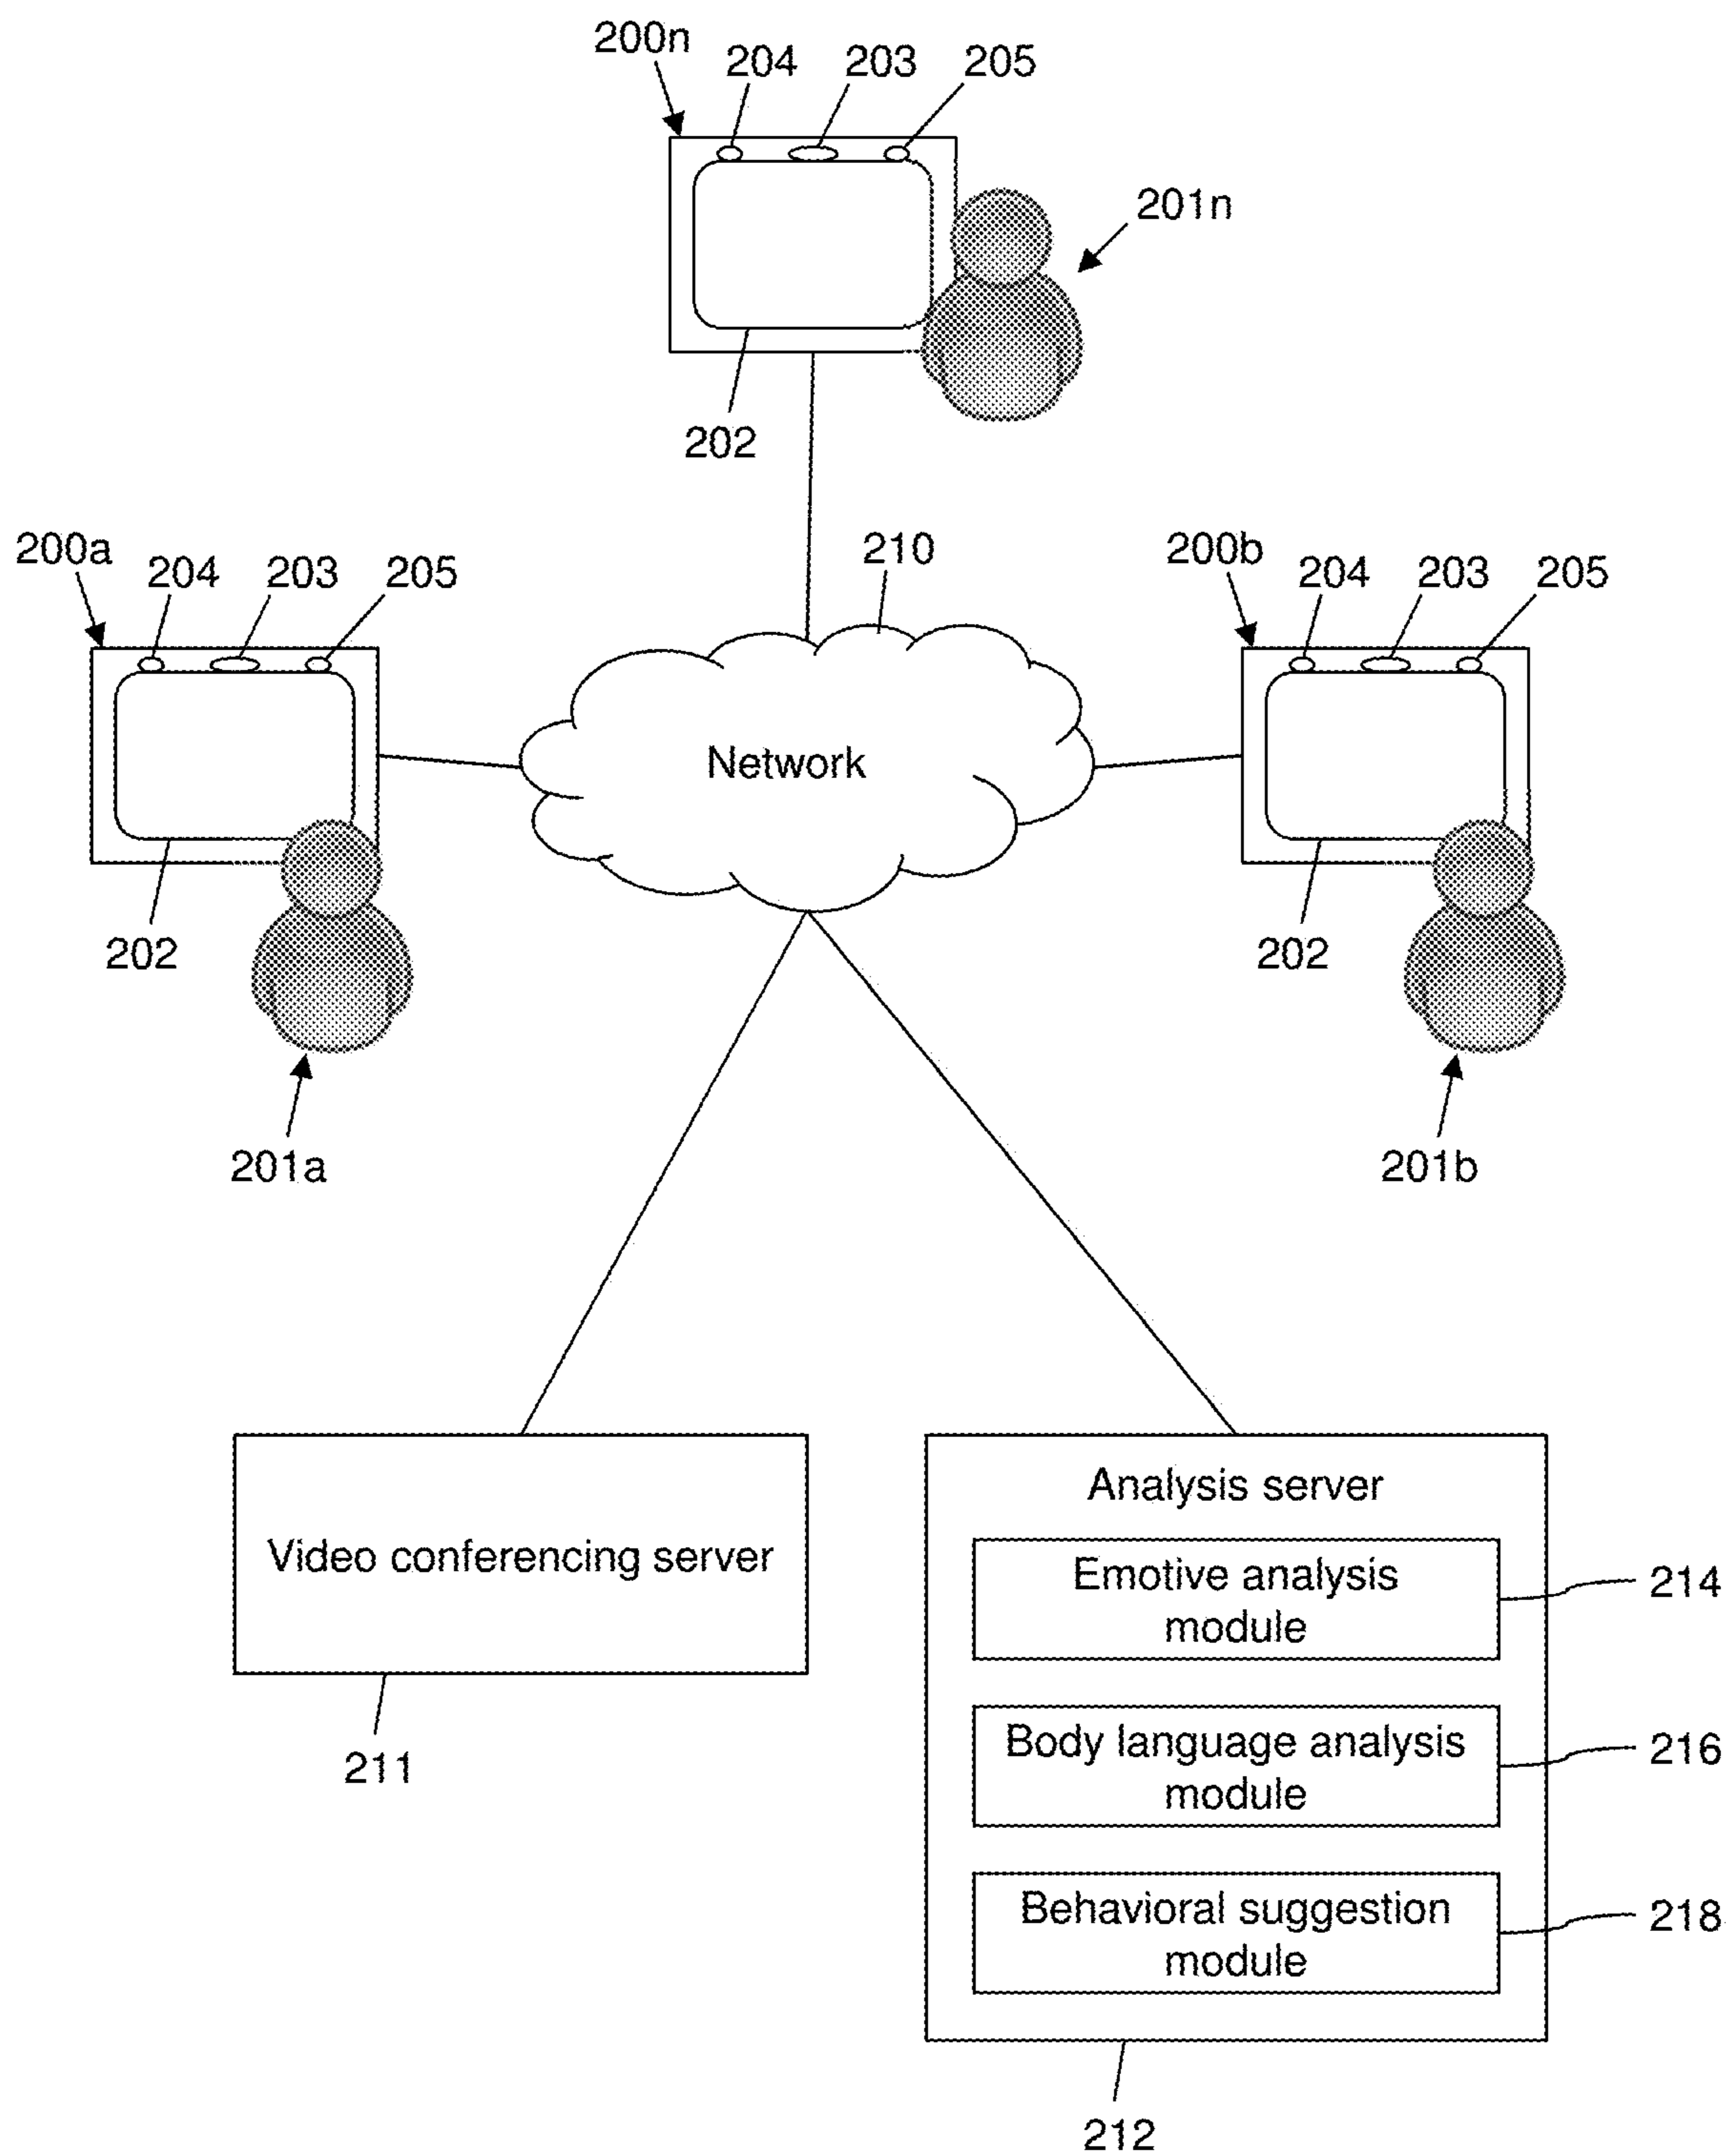 200n
204 203 205
201n
202
200a
204 203 205
210
200b
204 203 205
Network
202
202
201a
201b
Video conferencing server
211
Analysis server
Emotive analysis
module
214
Body language analysis
module
216
Behavioral suggestion
module
218
212